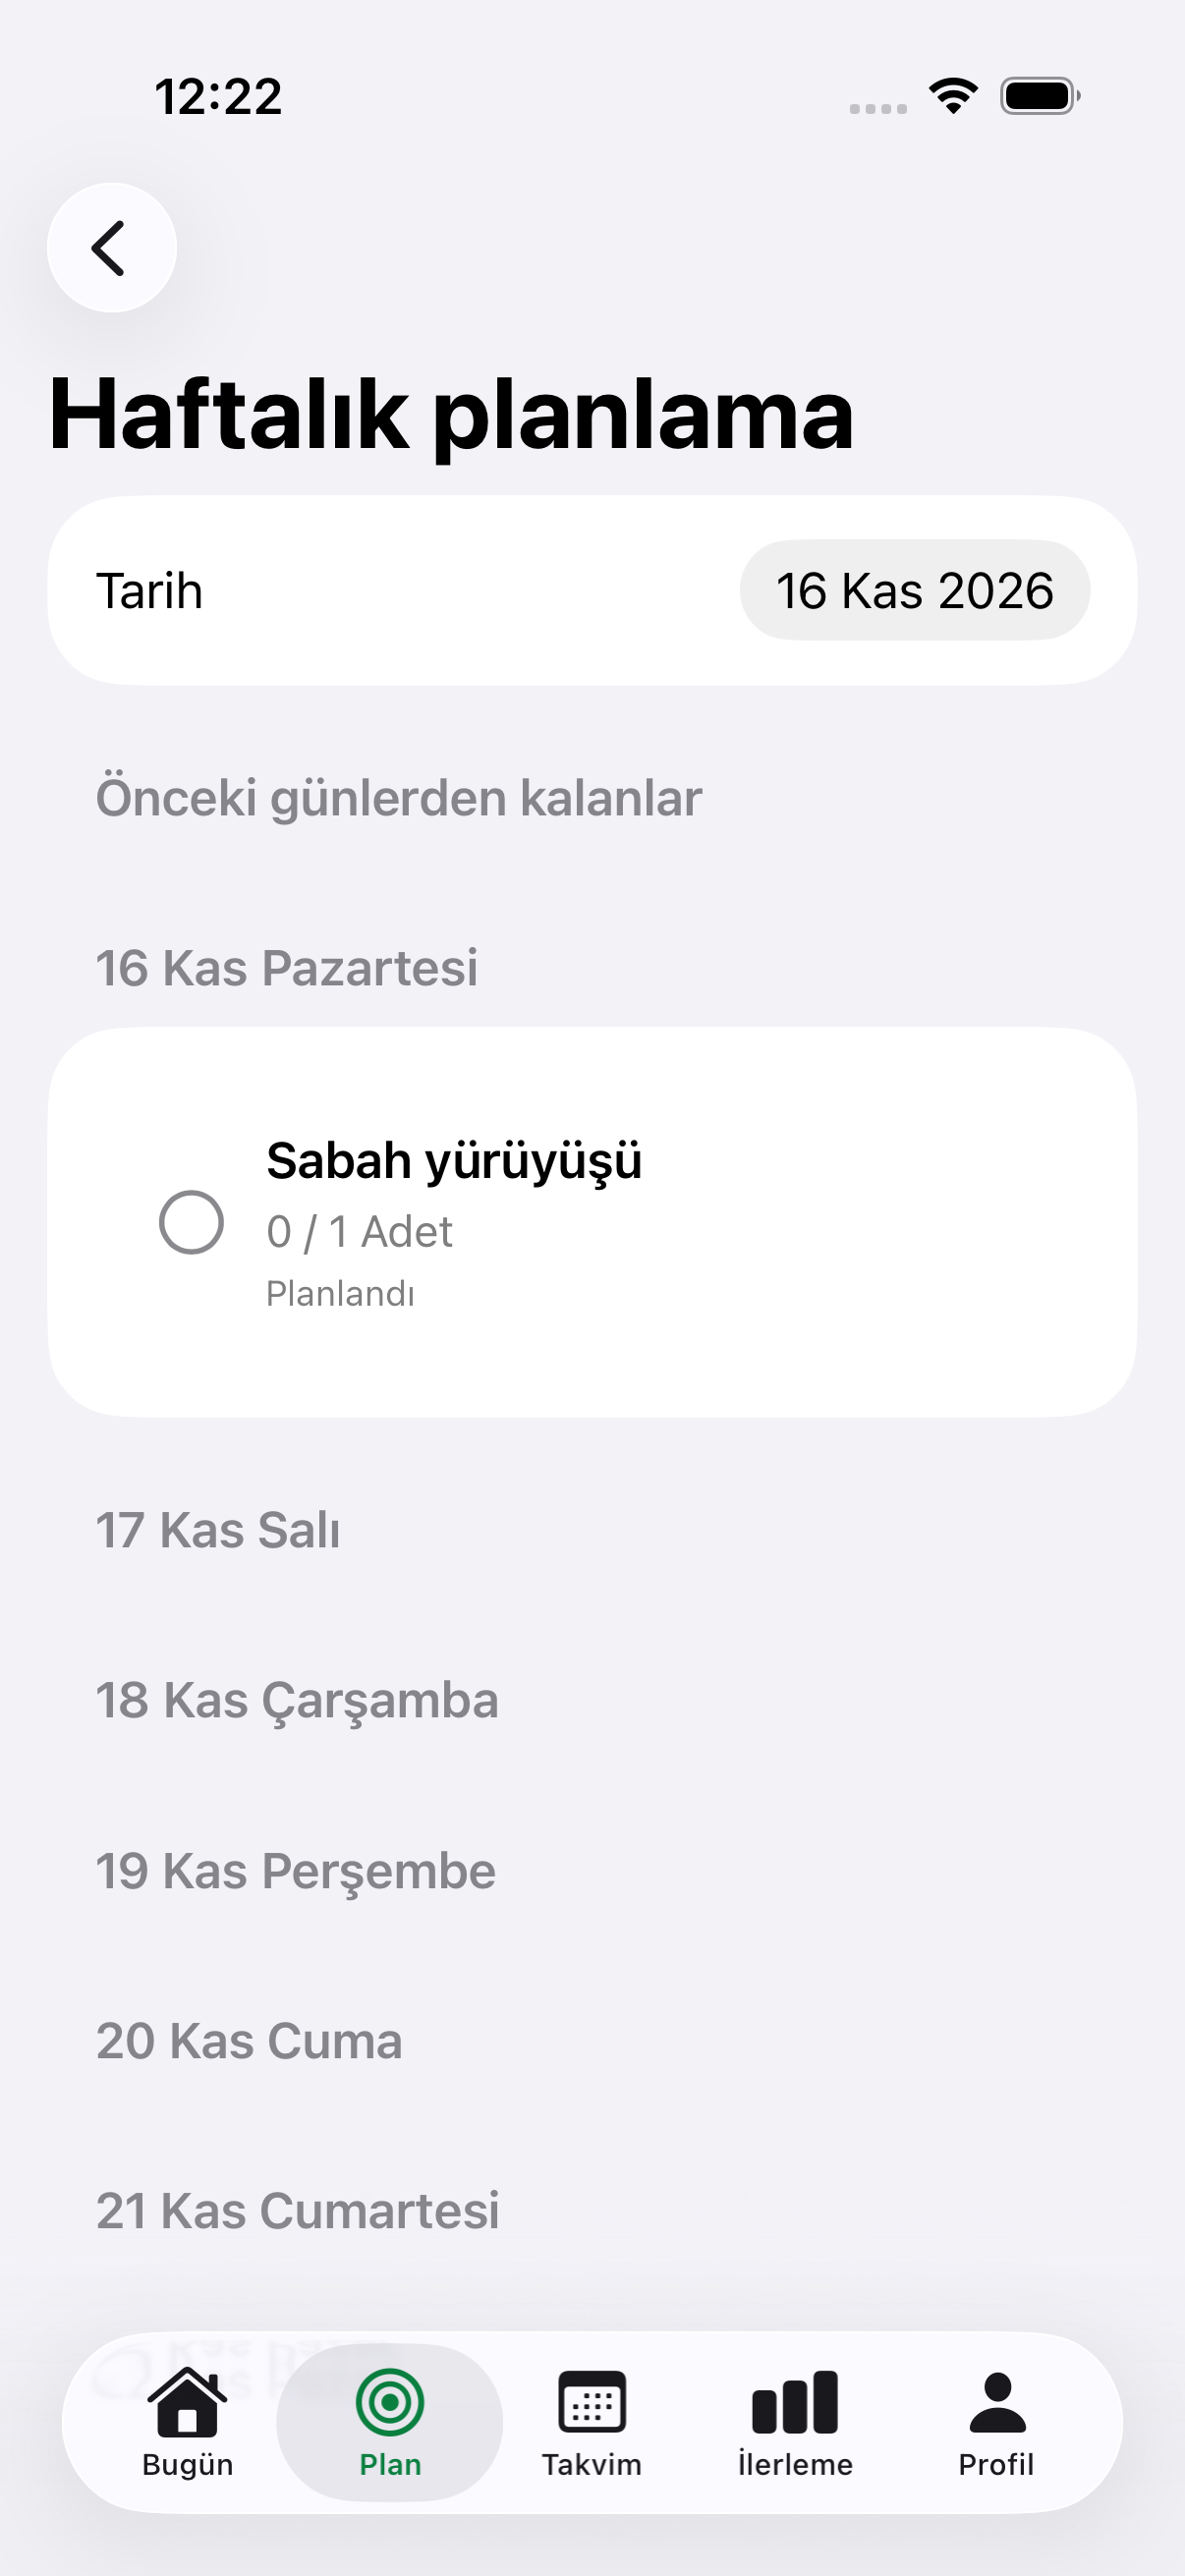 12:22
Haftalık planlama
Tarih
16 Kas 2026
Önceki günlerden kalanlar
16 Kas Pazartesi
Sabah yürüyüşü
0 / 1 Adet
Planlandı
17 Kas Salı
18 Kas Çarşamba
19 Kas Perşembe
20 Kas Cuma
21 Kas Cumartesi
Bugün
Plan
Takvim
İlerleme
Profil